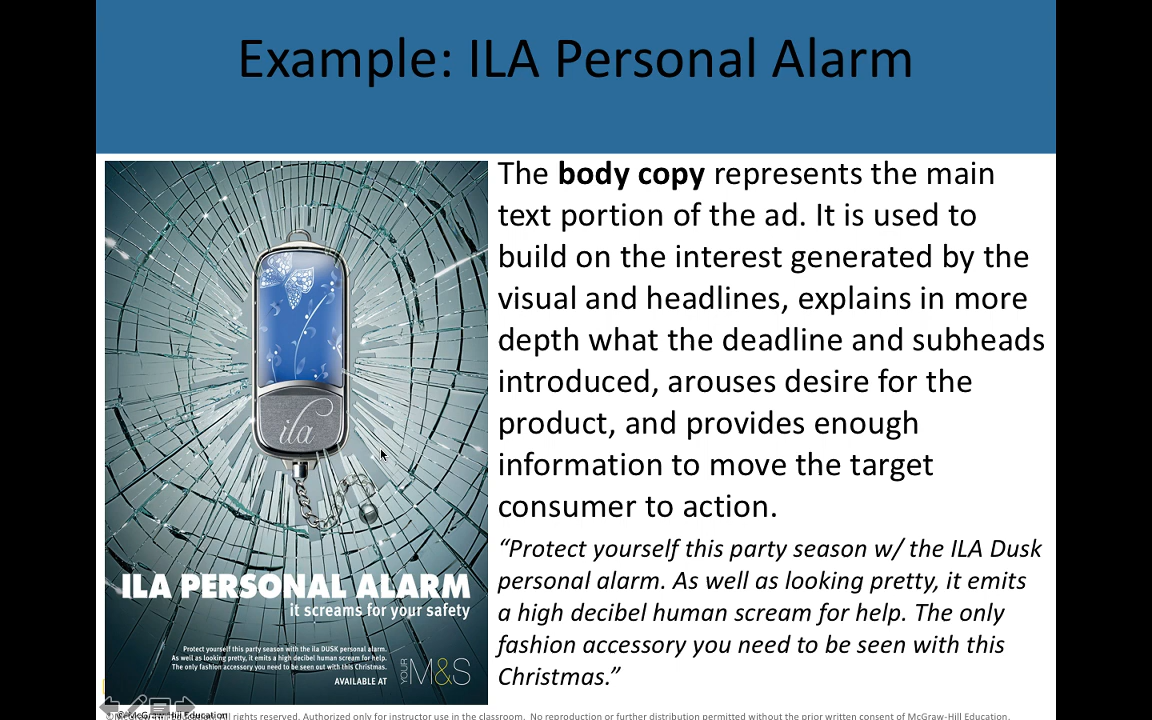 Example: ILA Personal Alarm
ila
ILA PERSONAL ALARM
it screams for your safety
Protect yourself this party season with the ila DUSK personal alarm.
As well as looking pretty, it emits a high decibel human scream for help.
The only fashion accessory you need to be seen out with this Christmas.
AVAILABLE AT
YOUR M&S
The body copy represents the main
text portion of the ad. It is used to
build on the interest generated by the
visual and headlines, explains in more
depth what the deadline and subheads
introduced, arouses desire for the
product, and provides enough
information to move the target
consumer to action.
“Protect yourself this party season w/ the ILA Dusk
personal alarm. As well as looking pretty, it emits
a high decibel human scream for help. The only
fashion accessory you need to be seen with this
Christmas.”
© McGraw-Hill Education
All rights reserved. Authorized only for instructor use in the classroom. No reproduction or further distribution permitted without the prior written consent of McGraw-Hill Education.